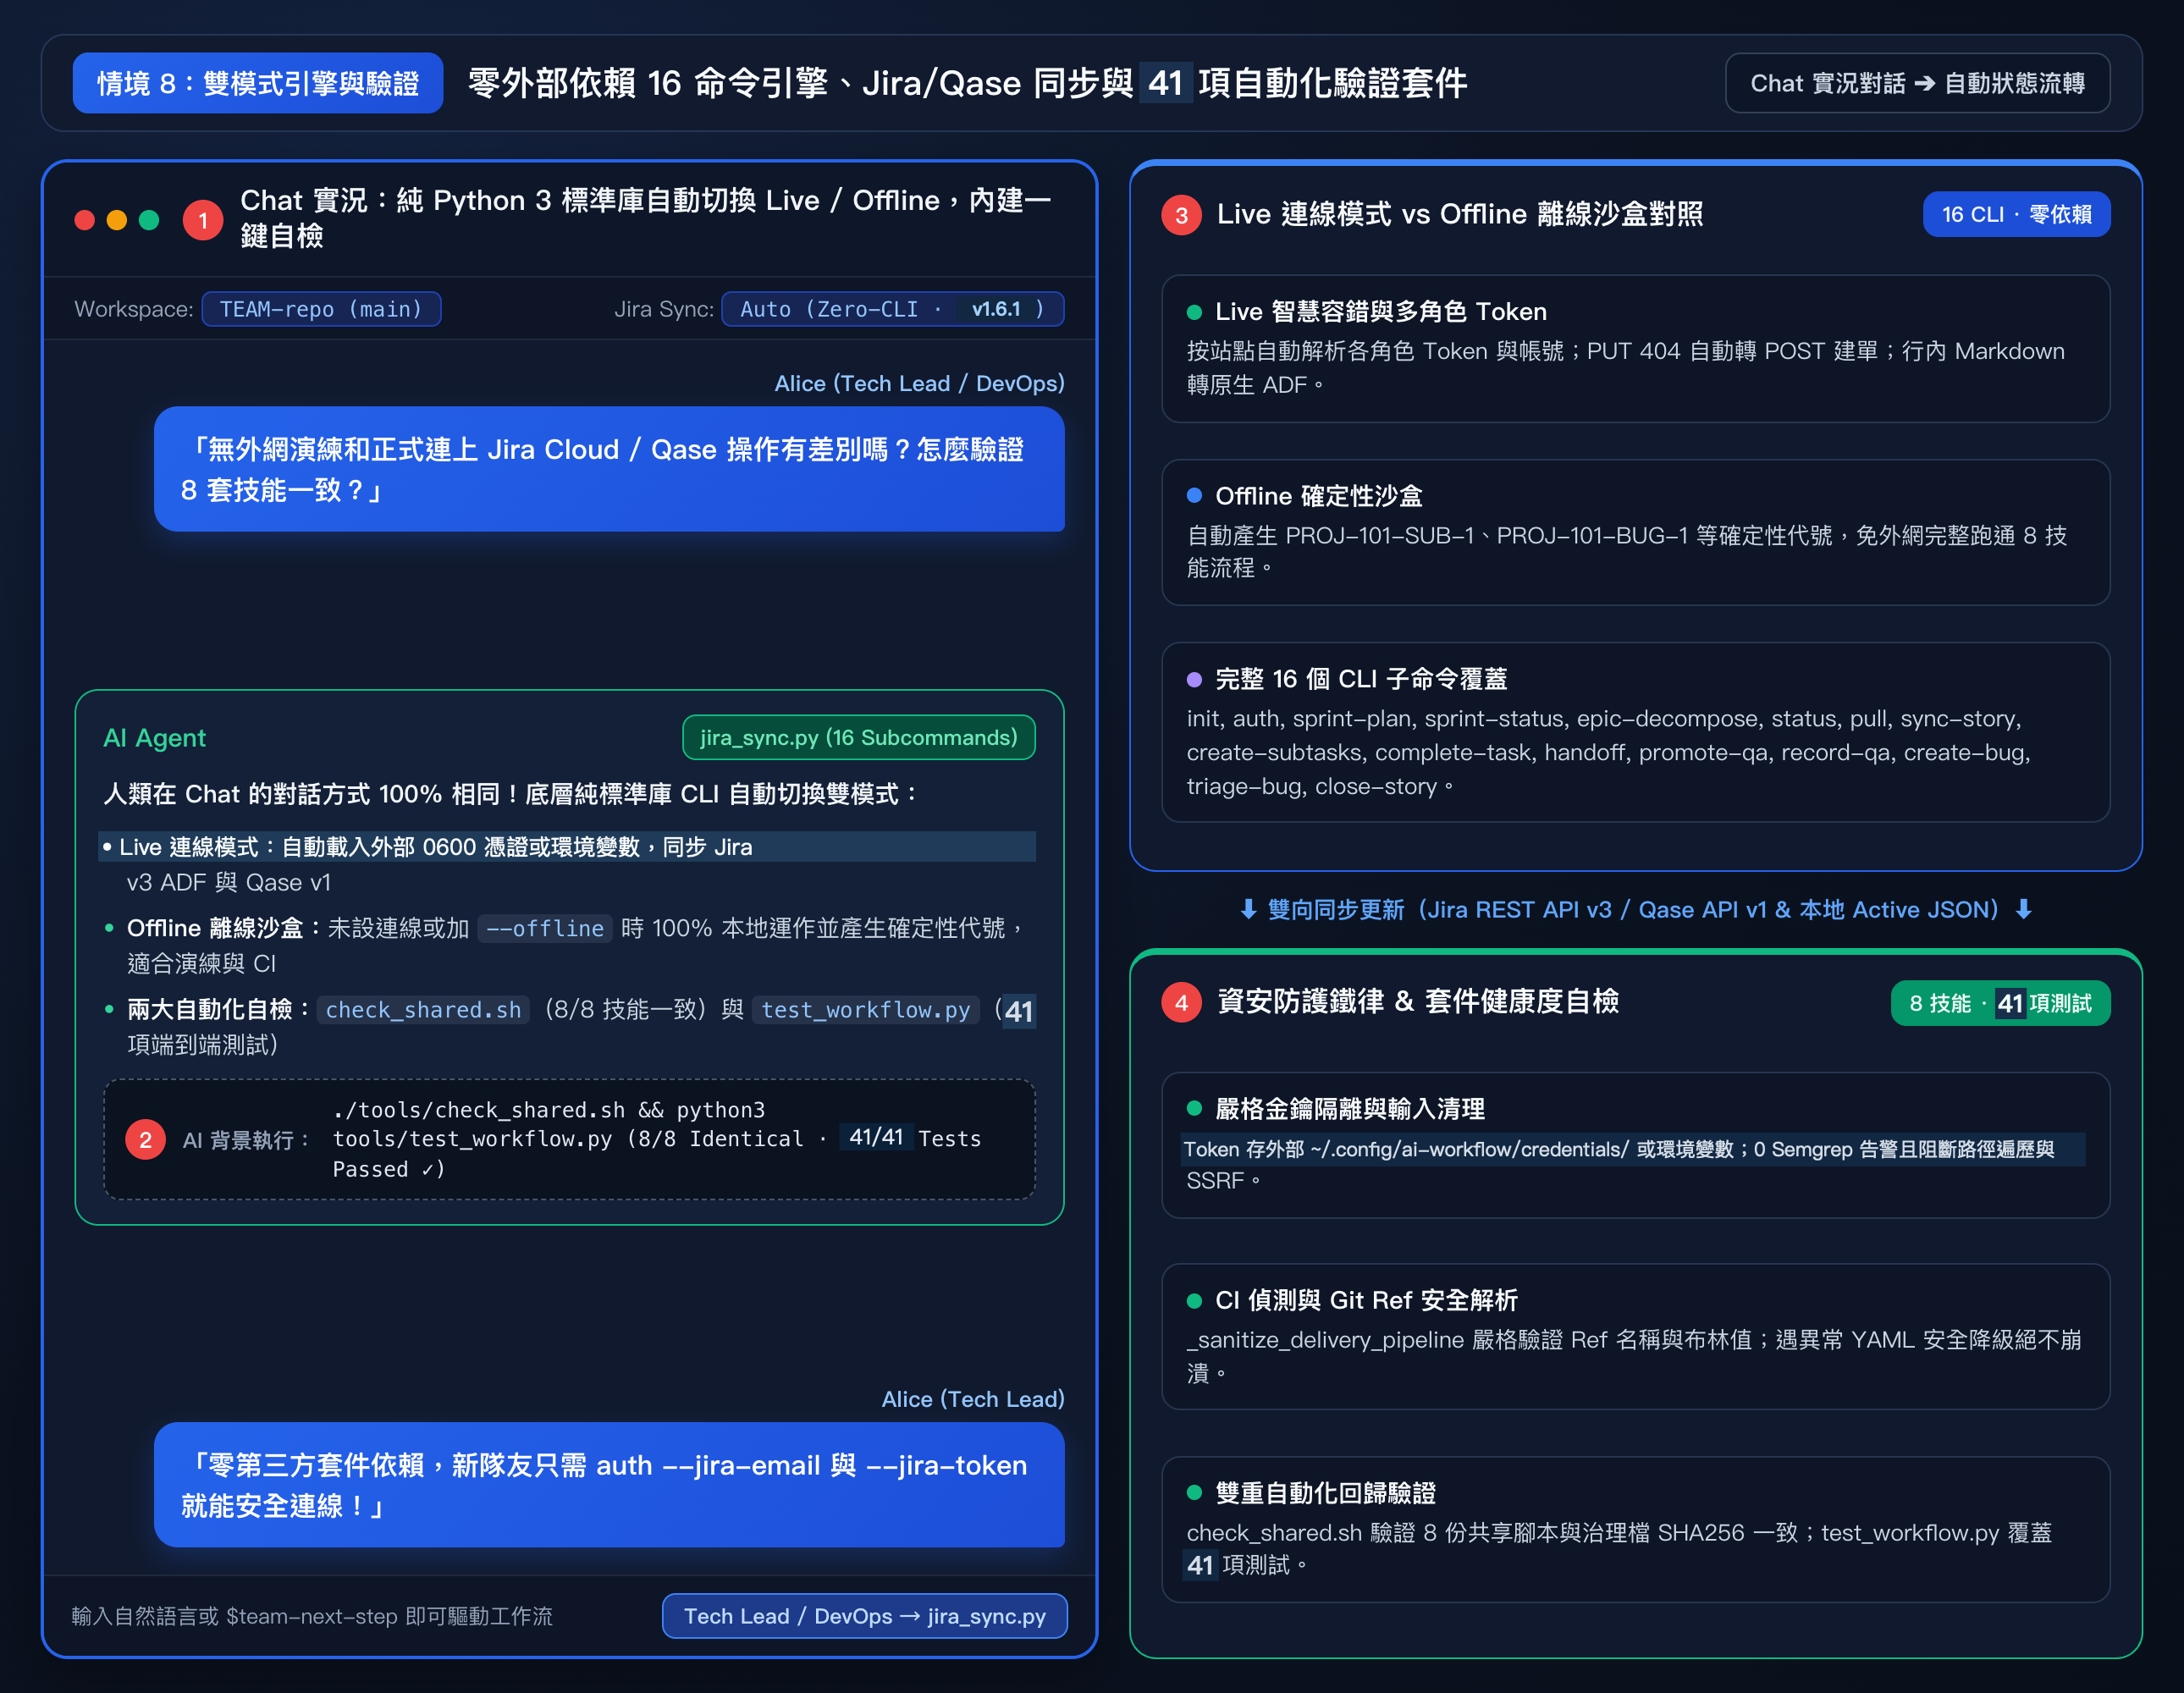 情境 8：雙模式引擎與驗證
零外部依賴 16 命令引擎、Jira/Qase 同步與 41 項自動化驗證套件
Chat 實況對話 ➔ 自動狀態流轉
1
Chat 實況：純 Python 3 標準庫自動切換 Live / Offline，內建一
鍵自檢
Workspace: TEAM-repo (main)
Jira Sync: Auto (Zero-CLI · v1.6.1 )
Alice (Tech Lead / DevOps)
「無外網演練和正式連上 Jira Cloud / Qase 操作有差別嗎？怎麼驗證
8 套技能一致？」
AI Agent
jira_sync.py (16 Subcommands)
人類在 Chat 的對話方式 100% 相同！底層純標準庫 CLI 自動切換雙模式：
• Live 連線模式：自動載入外部 0600 憑證或環境變數，同步 Jira
v3 ADF 與 Qase v1
• Offline 離線沙盒：未設連線或加 --offline 時 100% 本地運作並產生確定性代號，
適合演練與 CI
• 兩大自動化自檢：check_shared.sh（8/8 技能一致）與 test_workflow.py（41
項端到端測試）
2
AI 背景執行：
./tools/check_shared.sh && python3
tools/test_workflow.py (8/8 Identical · 41/41 Tests
Passed ✓)
Alice (Tech Lead)
「零第三方套件依賴，新隊友只需 auth --jira-email 與 --jira-token
就能安全連線！」
輸入自然語言或 $team-next-step 即可驅動工作流
Tech Lead / DevOps → jira_sync.py
3
Live 連線模式 vs Offline 離線沙盒對照
16 CLI · 零依賴
Live 智慧容錯與多角色 Token
按站點自動解析各角色 Token 與帳號；PUT 404 自動轉 POST 建單；行內 Markdown
轉原生 ADF。
Offline 確定性沙盒
自動產生 PROJ-101-SUB-1、PROJ-101-BUG-1 等確定性代號，免外網完整跑通 8 技
能流程。
完整 16 個 CLI 子命令覆蓋
init, auth, sprint-plan, sprint-status, epic-decompose, status, pull, sync-story,
create-subtasks, complete-task, handoff, promote-qa, record-qa, create-bug,
triage-bug, close-story。
⬇ 雙向同步更新（Jira REST API v3 / Qase API v1 & 本地 Active JSON）⬇
4
資安防護鐵律 & 套件健康度自檢
8 技能 · 41 項測試
嚴格金鑰隔離與輸入清理
Token 存外部 ~/.config/ai-workflow/credentials/ 或環境變數；0 Semgrep 告警且阻斷路徑遍歷與
SSRF。
CI 偵測與 Git Ref 安全解析
_sanitize_delivery_pipeline 嚴格驗證 Ref 名稱與布林值；遇異常 YAML 安全降級絕不崩
潰。
雙重自動化回歸驗證
check_shared.sh 驗證 8 份共享腳本與治理檔 SHA256 一致；test_workflow.py 覆蓋
41 項測試。